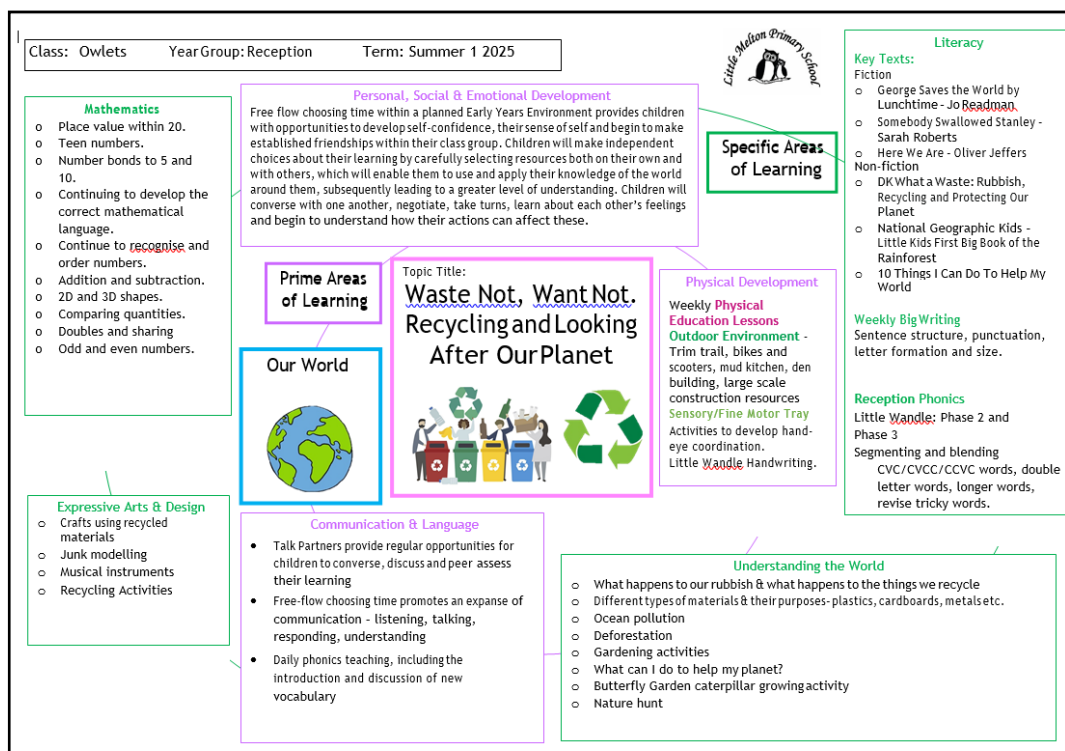 Class: Owlets Year Group: Reception Term: Summer 1 2025
Little Melton Primary School
Mathematics
o Place value within 20.
o Teen numbers.
o Number bonds to 5 and
10.
o Continuing to develop the
correct mathematical
language.
o Continue to recognise and
order numbers.
o Addition and subtraction.
o 2D and 3D shapes.
o Comparing quantities.
o Doubles and sharing
o Odd and even numbers.
Personal, Social & Emotional Development
Free flow choosing time within a planned Early Years Environment provides children
with opportunities to develop self-confidence, their sense of self and begin to make
established friendships within their class group. Children will make independent
choices about their learning by carefully selecting resources both on their own and
with others, which will enable them to use and apply their knowledge of the world
around them, subsequently leading to a greater level of understanding. Children will
converse with one another, negotiate, take turns, learn about each other's feelings
and begin to understand how their actions can affect these.
Specific Areas
of Learning
Literacy
Key Texts:
Fiction
o George Saves the World by
Lunchtime - Jo Readman
o Somebody Swallowed Stanley -
Sarah Roberts
o Here We Are - Oliver Jeffers
Non-fiction
o DK What a Waste: Rubbish,
Recycling and Protecting Our
Planet
o National Geographic Kids -
Little Kids First Big Book of the
Rainforest
o 10 Things I Can Do To Help My
World
Weekly Big Writing
Sentence structure, punctuation,
letter formation and size.
Reception Phonics
Little Wandle: Phase 2 and
Phase 3
Segmenting and blending
CVC/CVCC/CCVC words, double
letter words, longer words,
revise tricky words.
Prime Areas
of Learning
Topic Title:
Waste Not, Want Not.
Recycling and Looking
After Our Planet
Our World
Physical Development
Weekly Physical
Education Lessons
Outdoor Environment -
Trim trail, bikes and
scooters, mud kitchen, den
building, large scale
construction resources
Sensory/Fine Motor Tray
Activities to develop hand-
eye coordination.
Little Wandle Handwriting.
Expressive Arts & Design
o Crafts using recycled
materials
o Junk modelling
o Musical instruments
o Recycling Activities
Communication & Language
• Talk Partners provide regular opportunities for
children to converse, discuss and peer assess
their learning
• Free-flow choosing time promotes an expanse of
communication – listening, talking,
responding, understanding
• Daily phonics teaching, including the
introduction and discussion of new
vocabulary
Understanding the World
o What happens to our rubbish & what happens to the things we recycle
o Different types of materials & their purposes- plastics, cardboards, metals etc.
o Ocean pollution
o Deforestation
o Gardening activities
o What can I do to help my planet?
o Butterfly Garden caterpillar growing activity
o Nature hunt